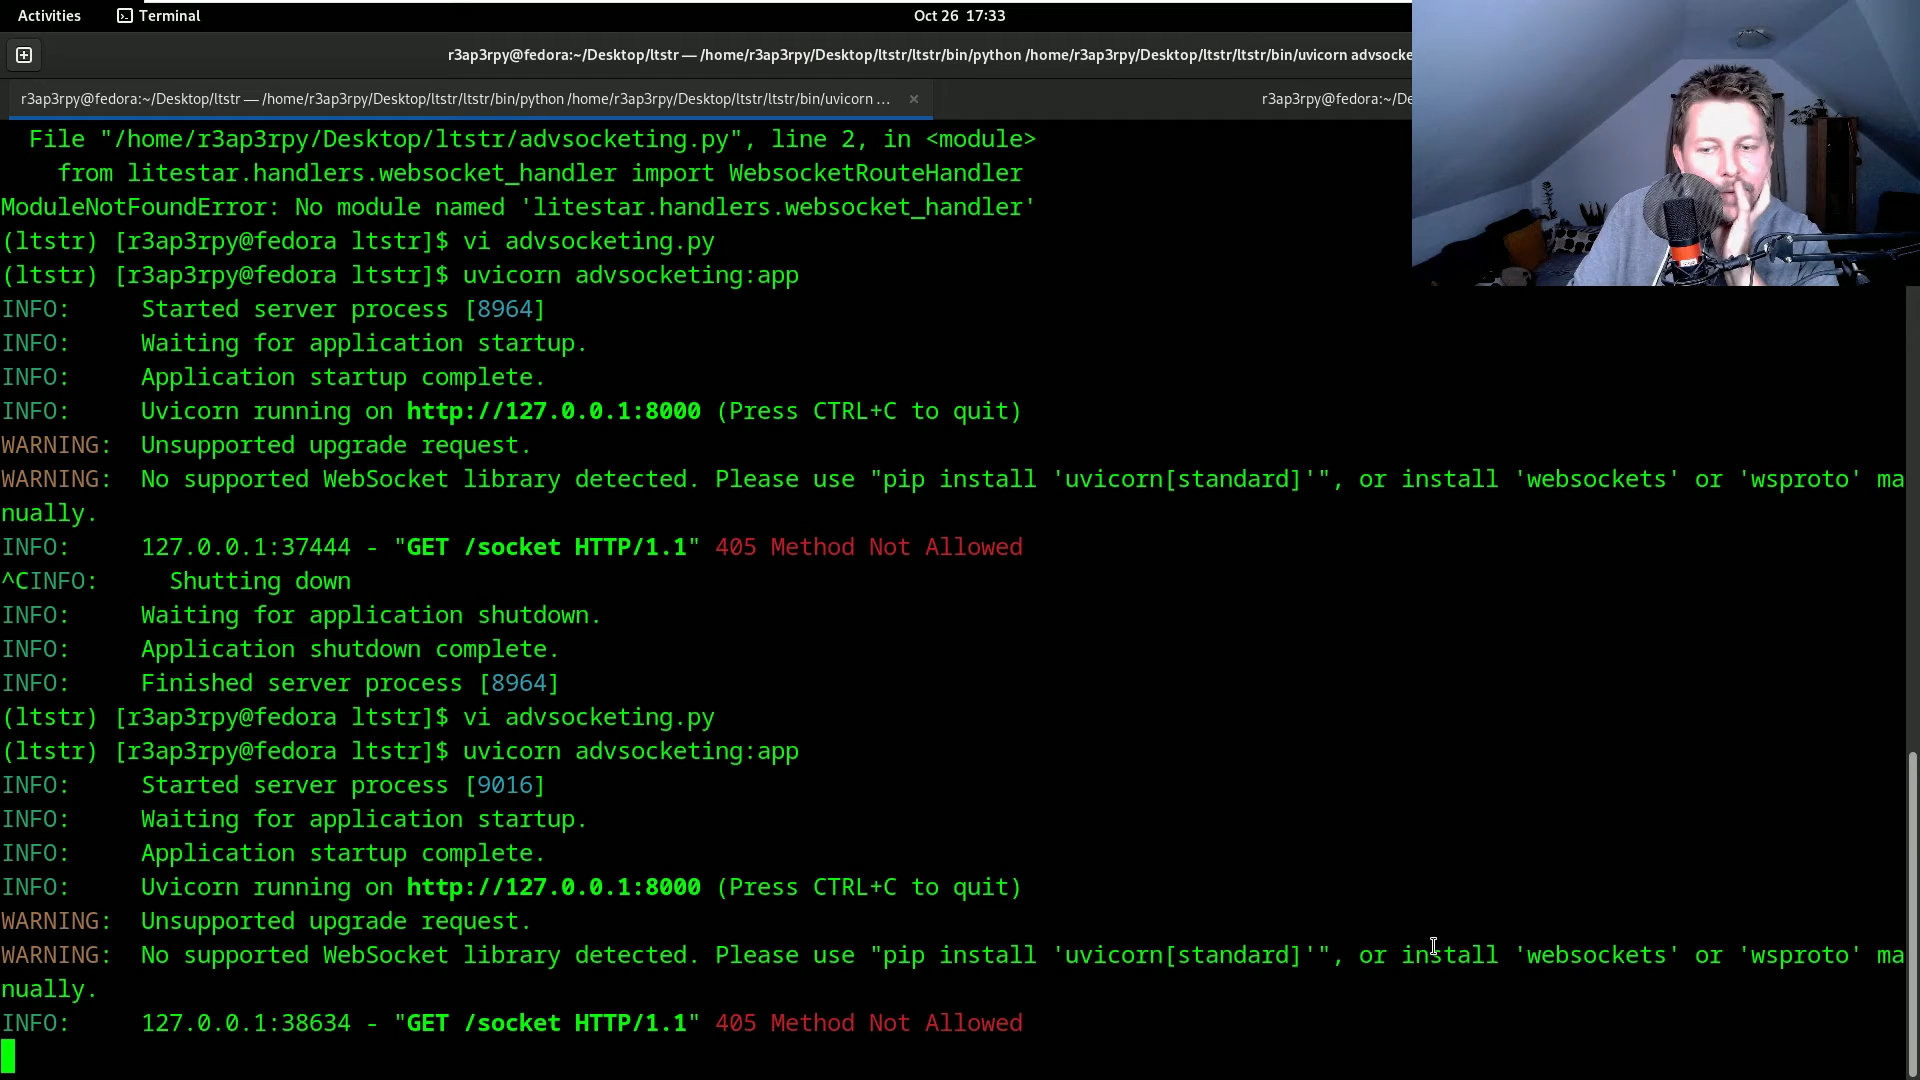 Activities
Terminal
Oct 26 17:33
r3ap3rpy@fedora:~/Desktop/ltstr — /home/r3ap3rpy/Desktop/ltstr/ltstr/bin/python /home/r3ap3rpy/Desktop/ltstr/ltstr/bin/uvicorn advsocke
r3ap3rpy@fedora:~/Desktop/ltstr — /home/r3ap3rpy/Desktop/ltstr/ltstr/bin/python /home/r3ap3rpy/Desktop/ltstr/ltstr/bin/uvicorn …
r3ap3rpy@fedora:~/De
File "/home/r3ap3rpy/Desktop/ltstr/advsocketing.py", line 2, in <module>
from litestar.handlers.websocket_handler import WebsocketRouteHandler
ModuleNotFoundError: No module named 'litestar.handlers.websocket_handler'
(ltstr) [r3ap3rpy@fedora ltstr]$ vi advsocketing.py
(ltstr) [r3ap3rpy@fedora ltstr]$ uvicorn advsocketing:app
INFO:     Started server process [8964]
INFO:     Waiting for application startup.
INFO:     Application startup complete.
INFO:     Uvicorn running on http://127.0.0.1:8000 (Press CTRL+C to quit)
WARNING:  Unsupported upgrade request.
WARNING:  No supported WebSocket library detected. Please use "pip install 'uvicorn[standard]'", or install 'websockets' or 'wsproto' ma
nually.
INFO:     127.0.0.1:37444 - "GET /socket HTTP/1.1" 405 Method Not Allowed
^CINFO:     Shutting down
INFO:     Waiting for application shutdown.
INFO:     Application shutdown complete.
INFO:     Finished server process [8964]
(ltstr) [r3ap3rpy@fedora ltstr]$ vi advsocketing.py
(ltstr) [r3ap3rpy@fedora ltstr]$ uvicorn advsocketing:app
INFO:     Started server process [9016]
INFO:     Waiting for application startup.
INFO:     Application startup complete.
INFO:     Uvicorn running on http://127.0.0.1:8000 (Press CTRL+C to quit)
WARNING:  Unsupported upgrade request.
WARNING:  No supported WebSocket library detected. Please use "pip install 'uvicorn[standard]'", or install 'websockets' or 'wsproto' ma
nually.
INFO:     127.0.0.1:38634 - "GET /socket HTTP/1.1" 405 Method Not Allowed